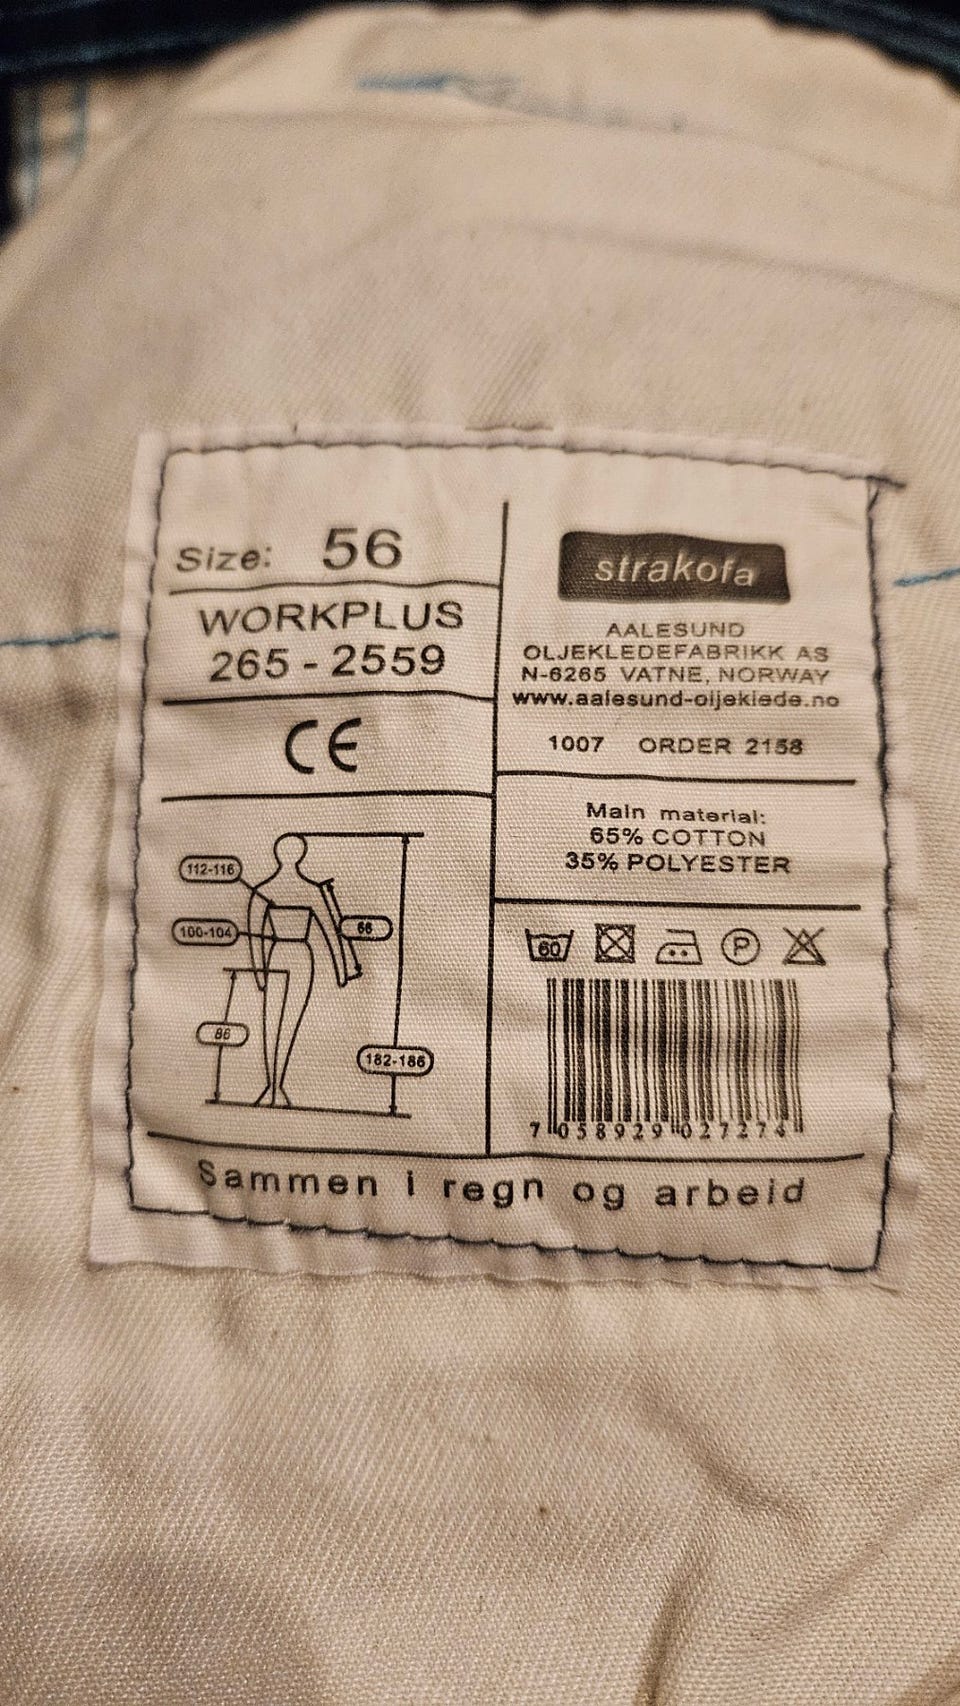 Size: 56
WORKPLUS
265 - 2559
CE
112-116
100-104
66
86
182-186
strakofa
AALESUND
OLJEKLEDEFABRIKK AS
N-6265 VATNE, NORWAY
www.aalesund-oljeklede.no
1007 ORDER 2158
Main material:
65% COTTON
35% POLYESTER
60
P
7 058929 027274
Sammen i regn og arbeid